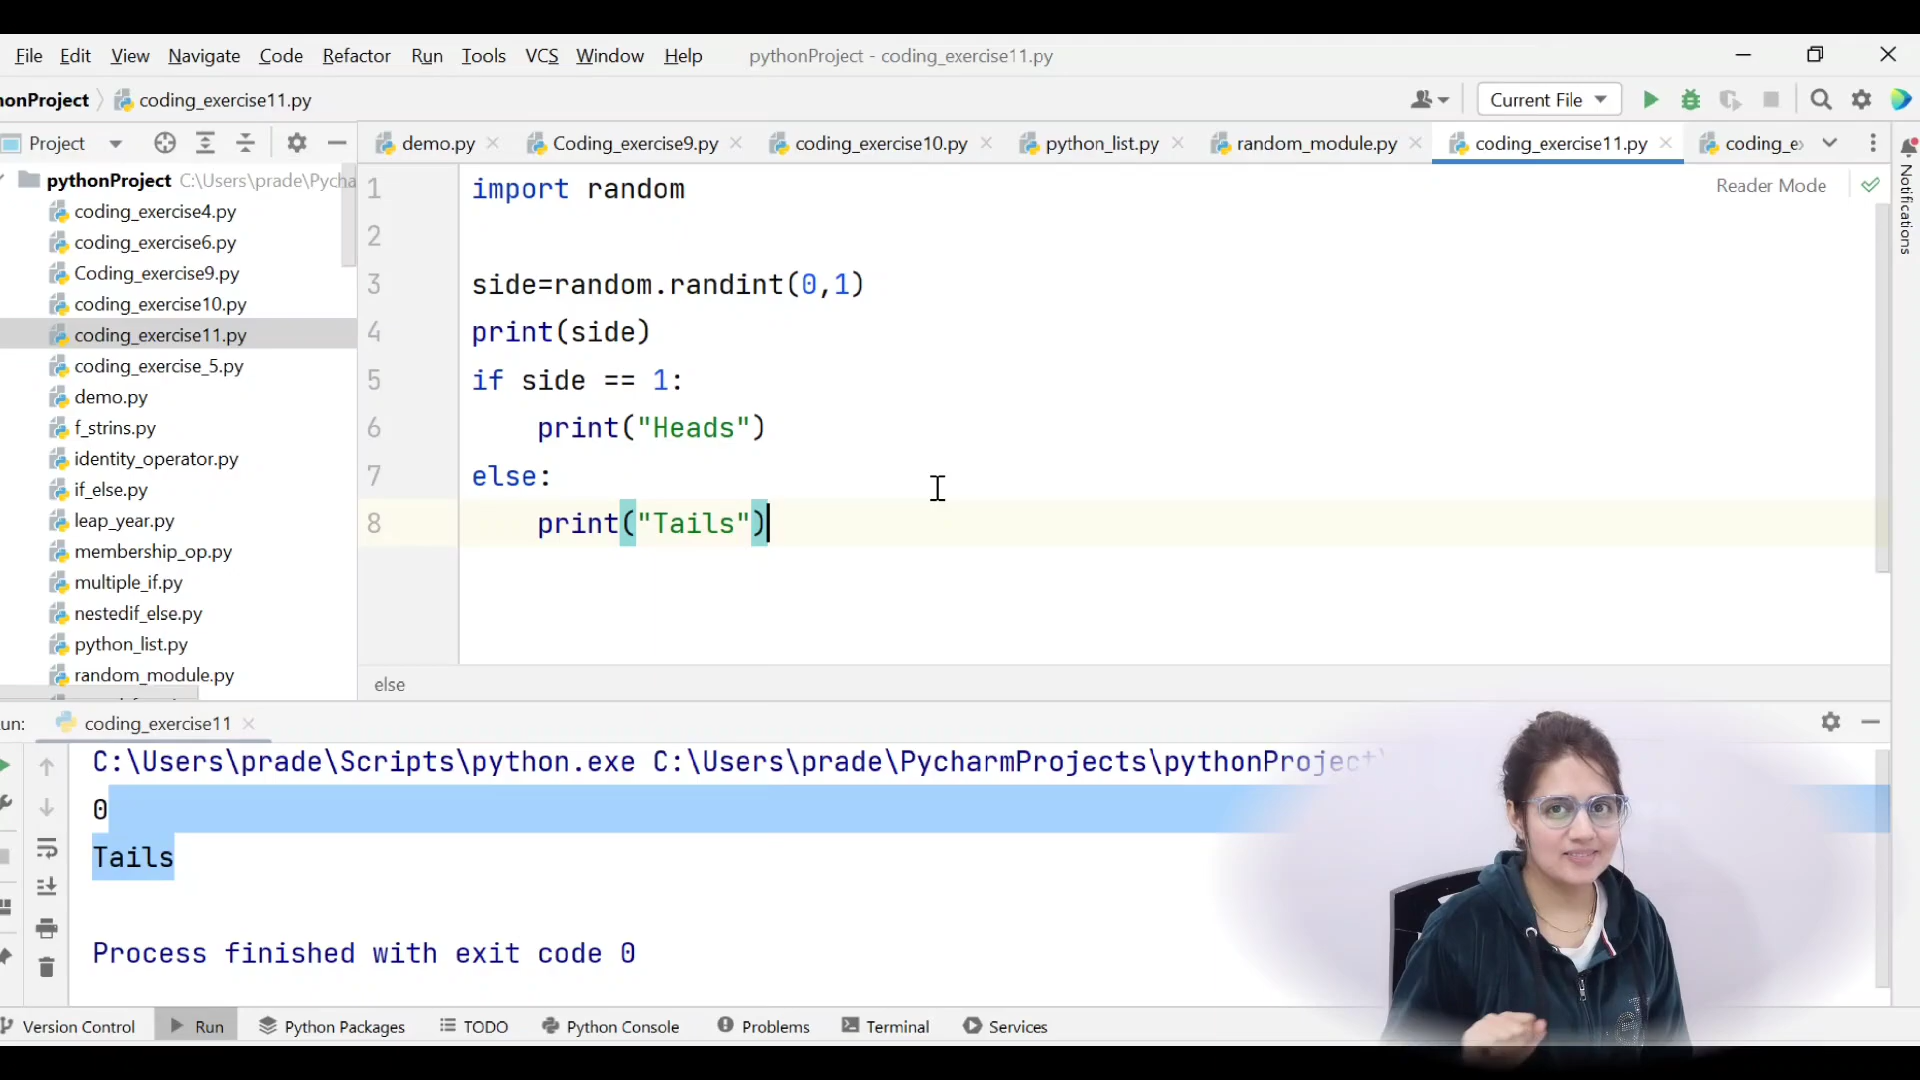 File Edit View Navigate Code Refactor Run Tools VCS Window Help pythonProject - coding_exercise11.py
honProject coding_exercise11.py Current File
Project demo.py Coding_exercise9.py coding_exercise10.py python_list.py random_module.py coding_exercise11.py coding_e
pythonProject C:\Users\prade\Pycha
coding_exercise4.py
coding_exercise6.py
Coding_exercise9.py
coding_exercise10.py
coding_exercise11.py
coding_exercise_5.py
demo.py
f_strins.py
identity_operator.py
if_else.py
leap_year.py
membership_op.py
multiple_if.py
nestedif_else.py
python_list.py
random_module.py
1 import random
2
3 side=random.randint(0,1)
4 print(side)
5 if side == 1:
6     print("Heads")
7 else:
8     print("Tails")
Reader Mode
Notifications
else
un: coding_exercise11
C:\Users\prade\Scripts\python.exe C:\Users\prade\PycharmProjects\pythonProject\
0
Tails
Process finished with exit code 0
Version Control Run Python Packages TODO Python Console Problems Terminal Services